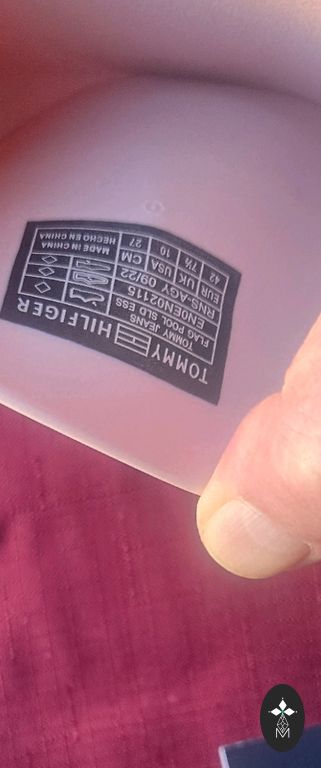 TOMMY HILFIGER
TOMMY JEANS
FLAG POOL SLD ESS
EN0EN02115
RN/S-AGY 09/22
EUR UK USA CM
42 7½ 10 27
MADE IN CHINA
HECHO EN CHINA
M